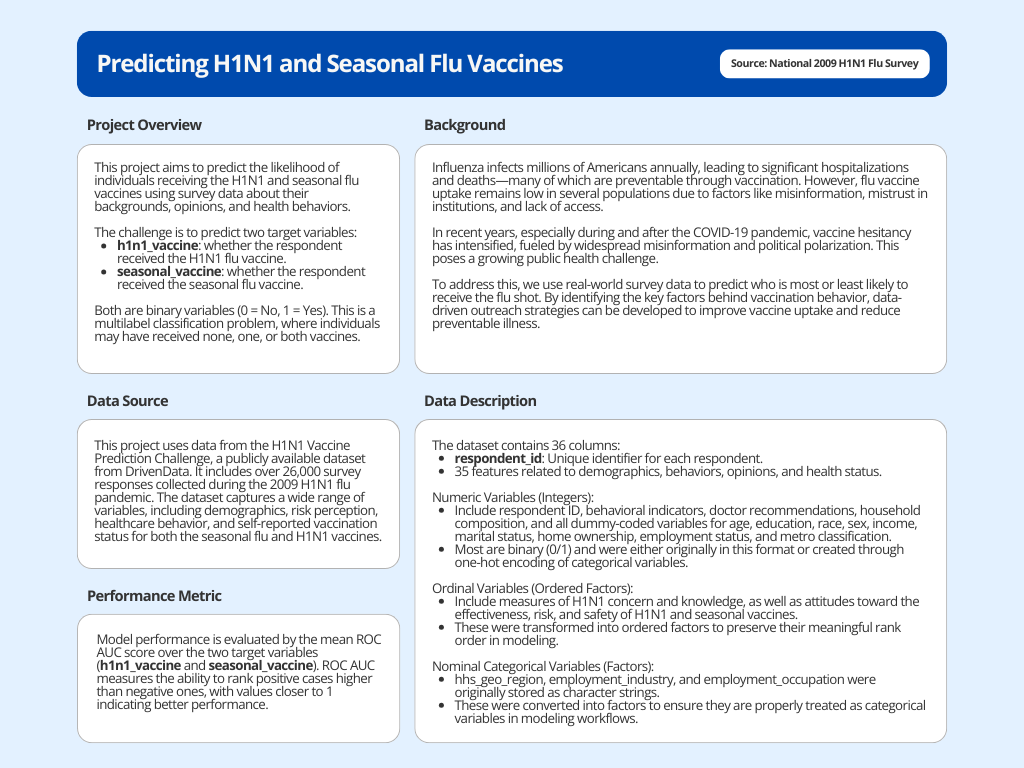 Predicting H1N1 and Seasonal Flu Vaccines
Source: National 2009 H1N1 Flu Survey
Project Overview
This project aims to predict the likelihood of
individuals receiving the H1N1 and seasonal flu
vaccines using survey data about their
backgrounds, opinions, and health behaviors.
The challenge is to predict two target variables:
• h1n1_vaccine: whether the respondent
received the H1N1 flu vaccine.
• seasonal_vaccine: whether the respondent
received the seasonal flu vaccine.
Both are binary variables (0 = No, 1 = Yes). This is a
multilabel classification problem, where individuals
may have received none, one, or both vaccines.
Background
Influenza infects millions of Americans annually, leading to significant hospitalizations
and deaths—many of which are preventable through vaccination. However, flu vaccine
uptake remains low in several populations due to factors like misinformation, mistrust in
institutions, and lack of access.
In recent years, especially during and after the COVID-19 pandemic, vaccine hesitancy
has intensified, fueled by widespread misinformation and political polarization. This
poses a growing public health challenge.
To address this, we use real-world survey data to predict who is most or least likely to
receive the flu shot. By identifying the key factors behind vaccination behavior, data-
driven outreach strategies can be developed to improve vaccine uptake and reduce
preventable illness.
Data Source
This project uses data from the H1N1 Vaccine
Prediction Challenge, a publicly available dataset
from DrivenData. It includes over 26,000 survey
responses collected during the 2009 H1N1 flu
pandemic. The dataset captures a wide range of
variables, including demographics, risk perception,
healthcare behavior, and self-reported vaccination
status for both the seasonal flu and H1N1 vaccines.
Performance Metric
Model performance is evaluated by the mean ROC
AUC score over the two target variables
(h1n1_vaccine and seasonal_vaccine). ROC AUC
measures the ability to rank positive cases higher
than negative ones, with values closer to 1
indicating better performance.
Data Description
The dataset contains 36 columns:
• respondent_id: Unique identifier for each respondent.
• 35 features related to demographics, behaviors, opinions, and health status.
Numeric Variables (Integers):
• Include respondent ID, behavioral indicators, doctor recommendations, household
composition, and all dummy-coded variables for age, education, race, sex, income,
marital status, home ownership, employment status, and metro classification.
• Most are binary (0/1) and were either originally in this format or created through
one-hot encoding of categorical variables.
Ordinal Variables (Ordered Factors):
• Include measures of H1N1 concern and knowledge, as well as attitudes toward the
effectiveness, risk, and safety of H1N1 and seasonal vaccines.
• These were transformed into ordered factors to preserve their meaningful rank
order in modeling.
Nominal Categorical Variables (Factors):
• hhs_geo_region, employment_industry, and employment_occupation were
originally stored as character strings.
• These were converted into factors to ensure they are properly treated as categorical
variables in modeling workflows.